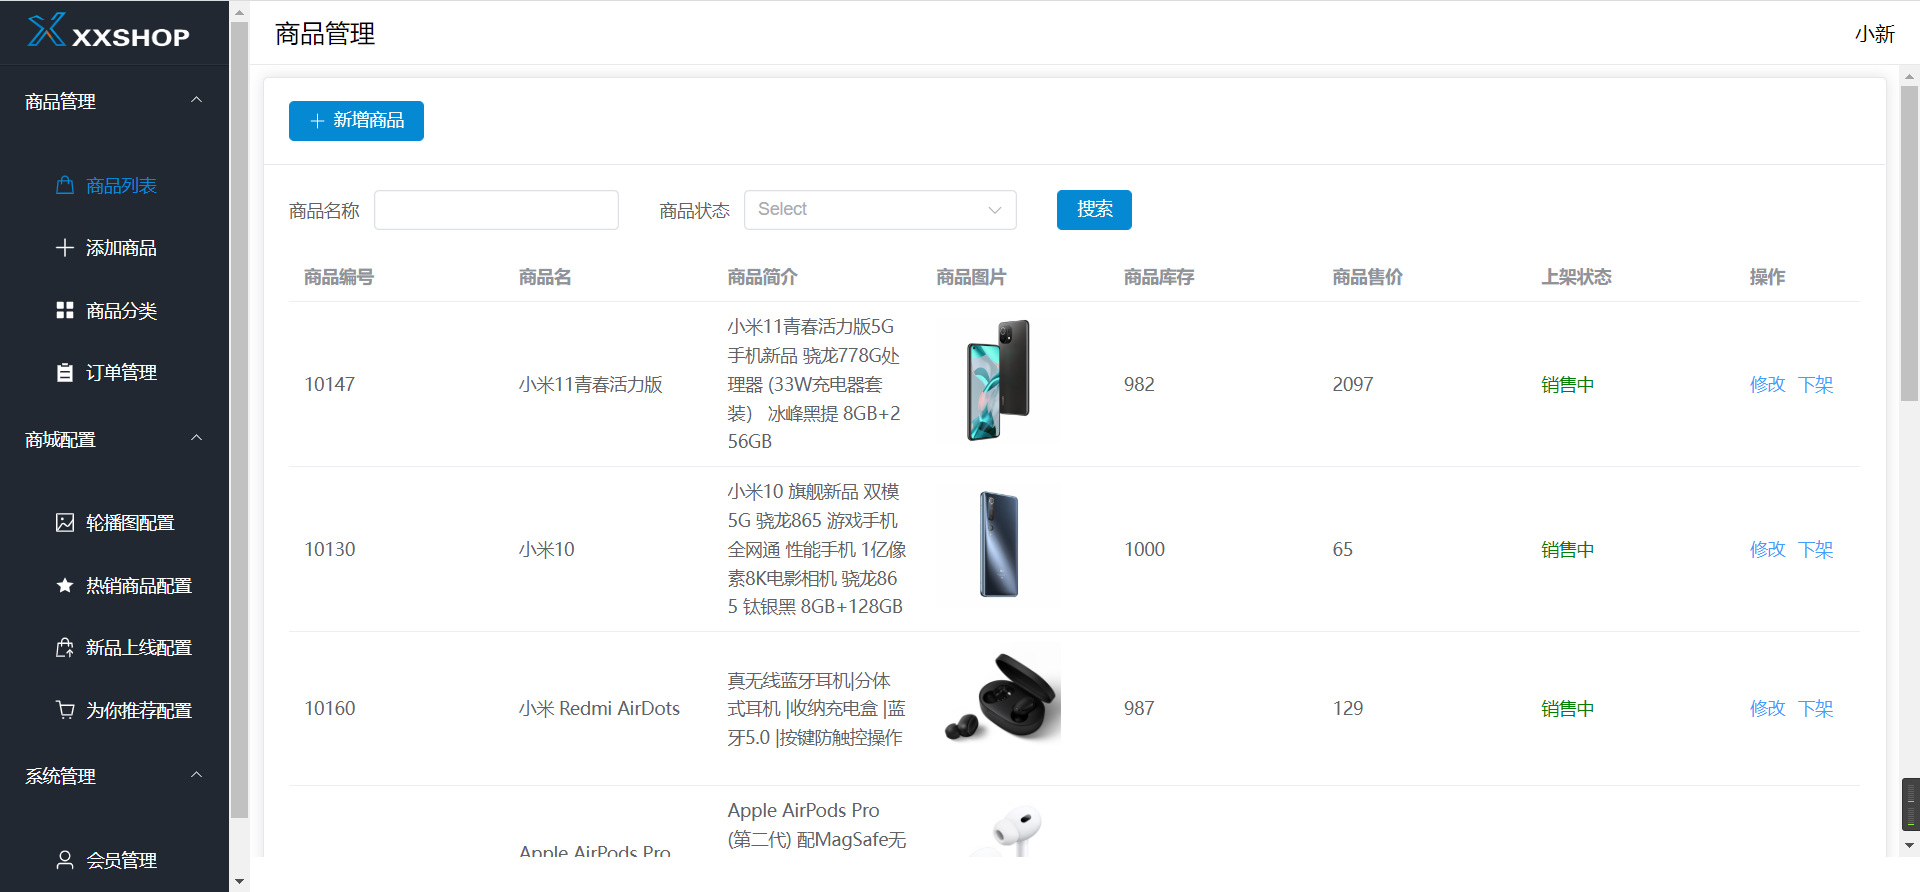 XXSHOP
商品管理
小新
商品管理
商品列表
添加商品
商品分类
订单管理
商城配置
轮播图配置
热销商品配置
新品上线配置
为你推荐配置
系统管理
会员管理
新增商品
商品名称
商品状态 Select 搜索
商品编号 商品名 商品简介 商品图片 商品库存 商品售价 上架状态 操作
小米11青春活力版5G
手机新品 骁龙778G处
10147 小米11青春活力版 理器 (33W充电器套 982 2097 销售中 修改 下架
装） 冰峰黑提 8GB+2
56GB
小米10 旗舰新品 双模
5G 骁龙865 游戏手机
10130 小米10 全网通 性能手机 1亿像 1000 65 销售中 修改 下架
素8K电影相机 骁龙86
5 钛银黑 8GB+128GB
真无线蓝牙耳机|分体
10160 小米 Redmi AirDots 式耳机 |收纳充电盒 |蓝 987 129 销售中 修改 下架
牙5.0 |按键防触控操作
Apple AirPods Pro
(第二代) 配MagSafe无
Apple AirPods Pro